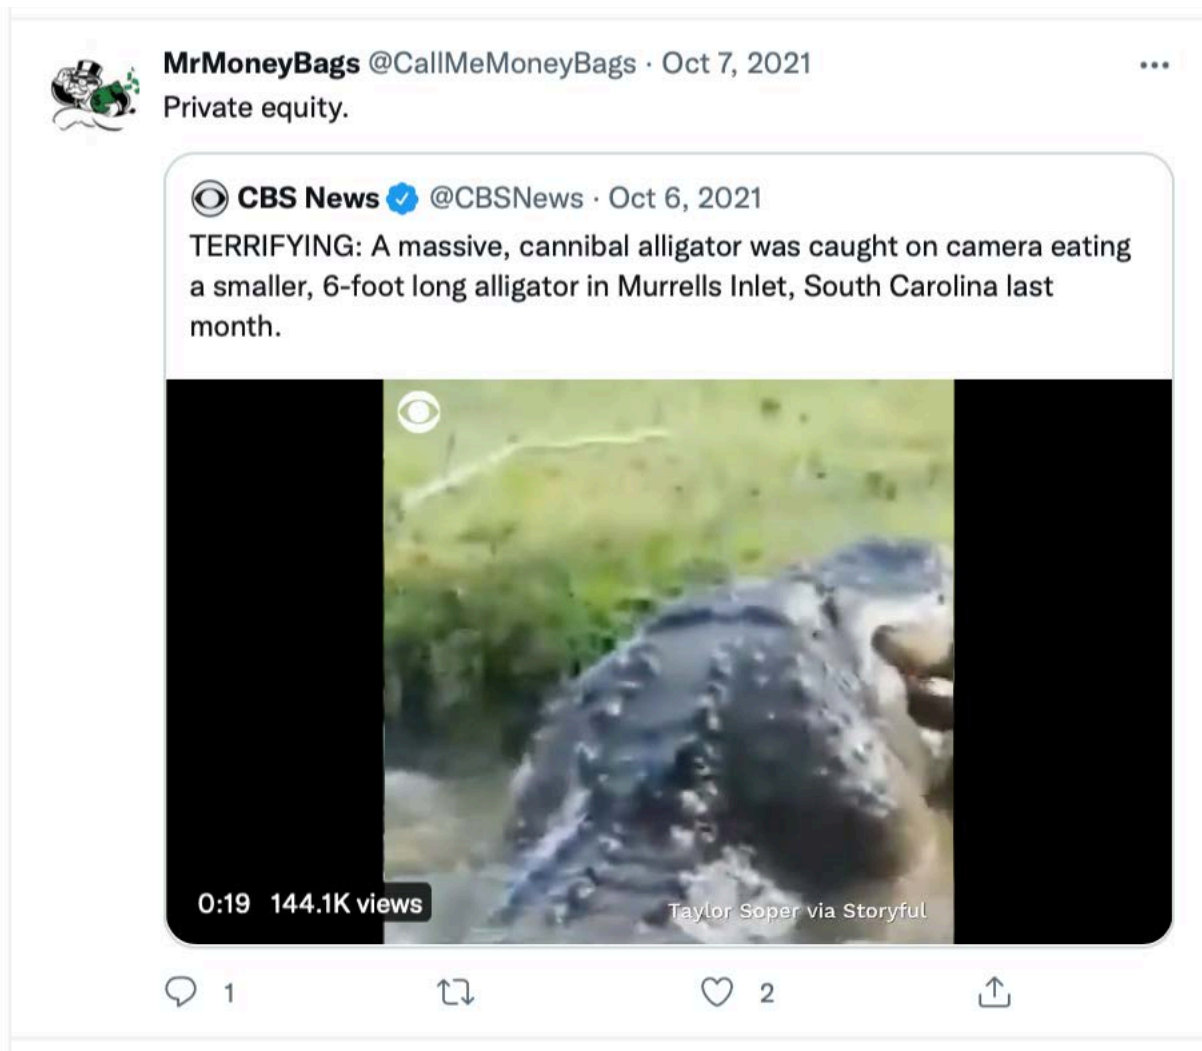 MrMoneyBags @CallMeMoneyBags · Oct 7, 2021
Private equity.
CBS News @CBSNews · Oct 6, 2021
TERRIFYING: A massive, cannibal alligator was caught on camera eating
a smaller, 6-foot long alligator in Murrells Inlet, South Carolina last
month.
0:19 144.1K views
Taylor Soper via Storyful
1
2